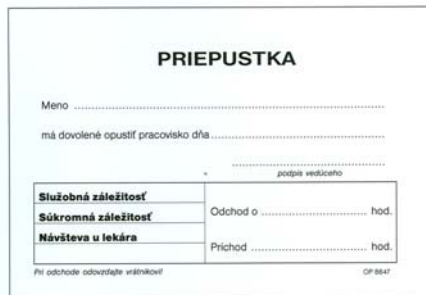 PRIEPUSTKA
Meno ........................................
má dovolené opustiť pracovisko dňa ........................................
........................................
podpis vedúceho
Služobná záležitosť
Súkromná záležitosť
Návšteva u lekára
Odchod o .............................. hod.
Príchod .............................. hod.
Pri odchode odovzdajte vrátnikovi!
OP 8847